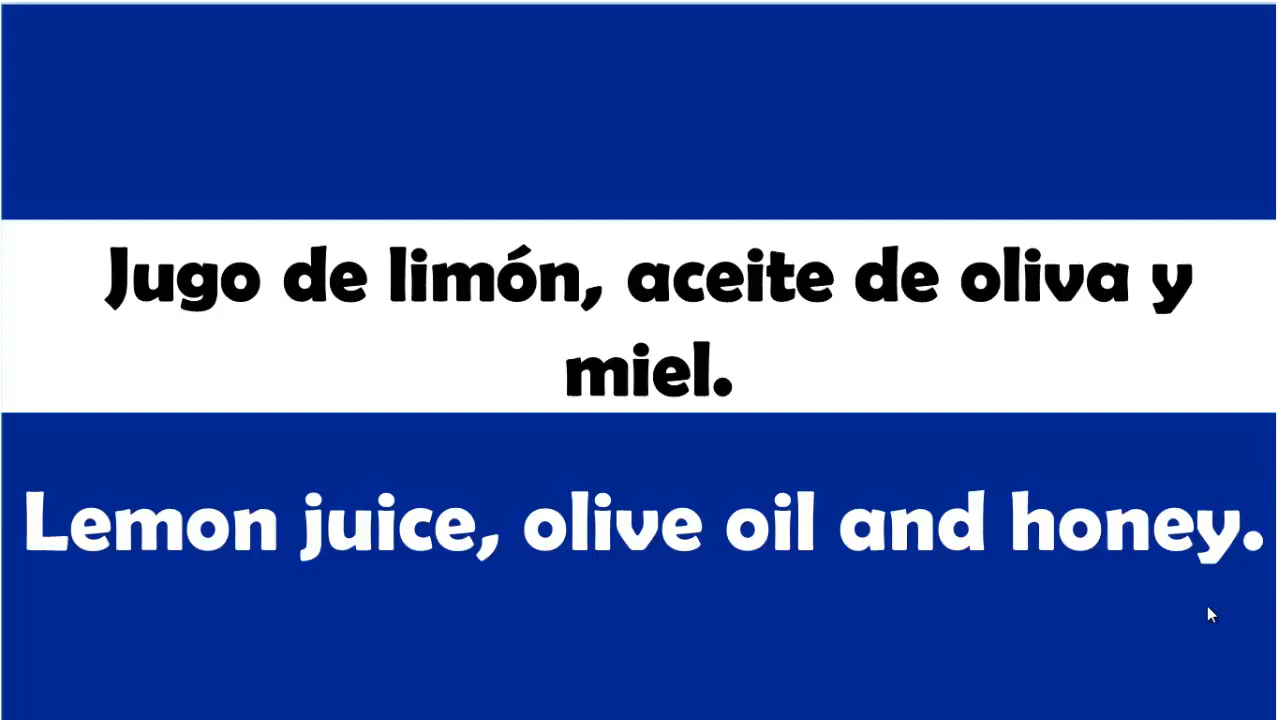 Jugo de limón, aceite de oliva y
miel.
Lemon juice, olive oil and honey.